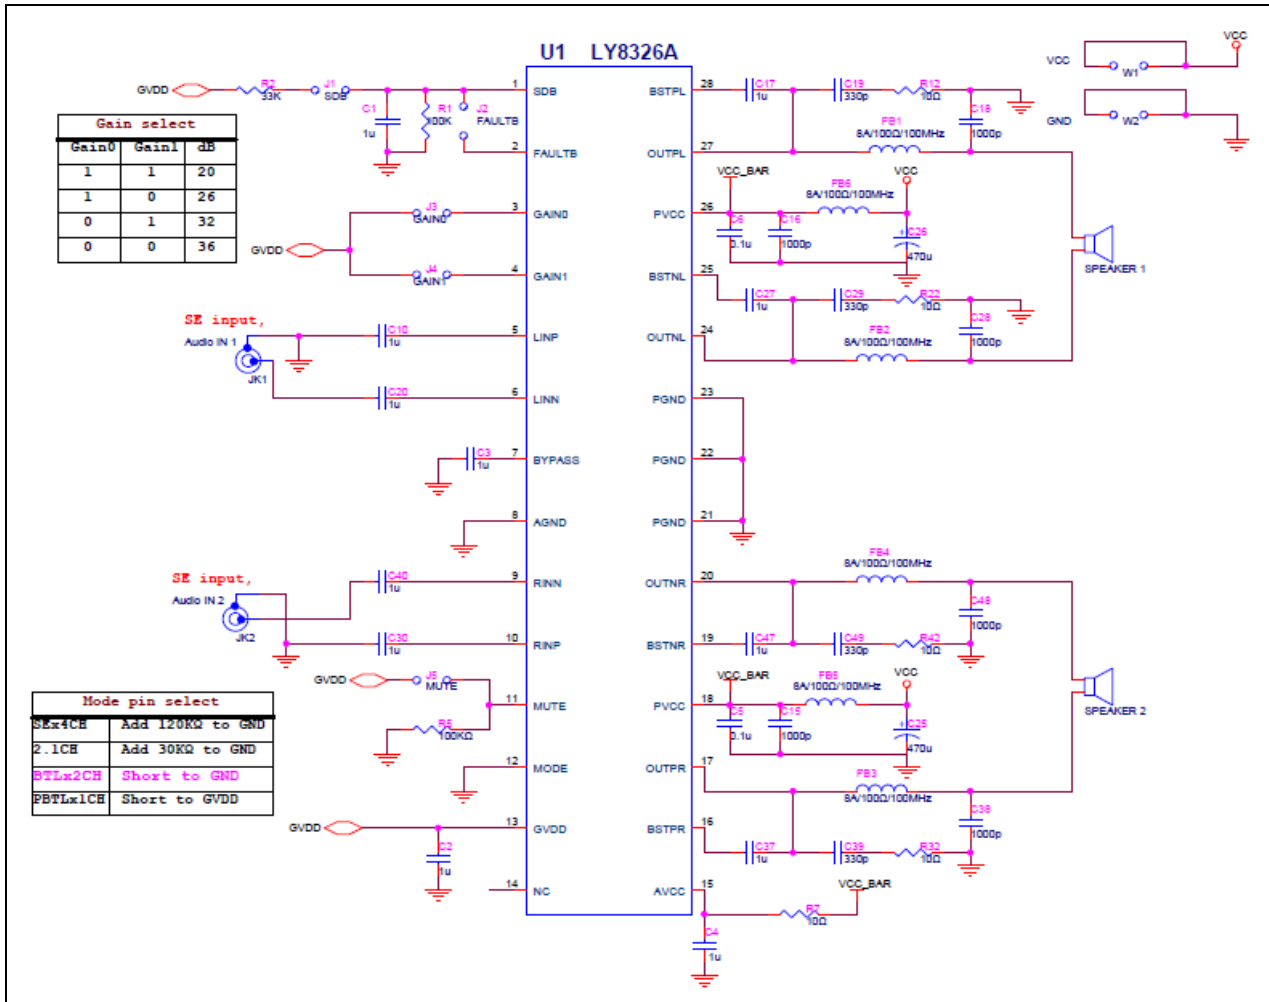 U1 LY8326A
GVDD
R2
33K
J1
SDB
C1
1u
R1
100K
J2
FAULTB
1
SDB
2
FAULTB
Gain select
Gain0 Gain1 dB
1 1 20
1 0 26
0 1 32
0 0 36
J3
GAIN0
GVDD
J4
GAIN1
3
GAIN0
4
GAIN1
SE input,
Audio IN 1
JK1
C10
1u
C20
1u
5
LINP
6
LINN
C3
1u
7
BYPASS
8
AGND
SE input,
Audio IN 2
JK2
C40
1u
C30
1u
9
RINN
10
RINP
GVDD
J5
MUTE
R5
100KΩ
11
MUTE
12
MODE
Mode pin select
SEx4CH Add 120KΩ to GND
2.1CH Add 30KΩ to GND
BTLx2CH Short to GND
PBTLx1CH Short to GVDD
GVDD
C2
1u
13
GVDD
14
NC
28
BSTPL
C17
1u
C19
330p
R12
10Ω
C18
1000p
FB1
8A/100Ω/100MHz
27
OUTPL
VCC_BAR
FB6
8A/100Ω/100MHz
VCC
26
PVCC
C6
0.1u
C16
1000p
C26
470u
SPEAKER 1
25
BSTNL
C27
1u
C29
330p
R22
10Ω
C28
1000p
24
OUTNL
FB2
8A/100Ω/100MHz
23
PGND
22
PGND
21
PGND
FB4
8A/100Ω/100MHz
20
OUTNR
C48
1000p
19
BSTNR
C47
1u
C49
330p
R42
10Ω
VCC_BAR
FB5
8A/100Ω/100MHz
VCC
18
PVCC
C5
0.1u
C15
1000p
C25
470u
SPEAKER 2
17
OUTPR
FB3
8A/100Ω/100MHz
C38
1000p
16
BSTPR
C37
1u
C39
330p
R32
10Ω
15
AVCC
VCC_BAR
R7
10Ω
C4
1u
VCC
W1
VCC
GND
W2